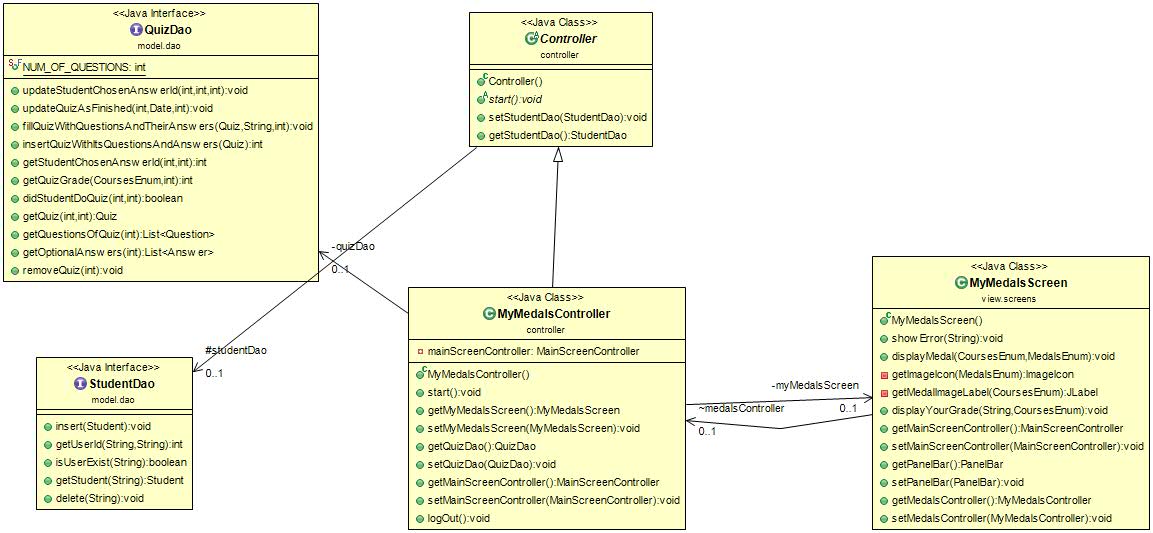 <<Java Interface>>
QuizDao
model.dao
NUM_OF_QUESTIONS: int
updateStudentChosenAnswerId(int,int,int):void
updateQuizAsFinished(int,Date,int):void
fillQuizWithQuestionsAndTheirAnswers(Quiz,String,int):void
insertQuizWithItsQuestionsAndAnswers(Quiz):int
getStudentChosenAnswerId(int,int):int
getQuizGrade(CoursesEnum,int):int
didStudentDoQuiz(int,int):boolean
getQuiz(int,int):Quiz
getQuestionsOfQuiz(int):List<Question>
getOptionalAnswers(int):List<Answer>
removeQuiz(int):void
<<Java Class>>
Controller
controller
Controller()
start():void
setStudentDao(StudentDao):void
getStudentDao():StudentDao
-quizDao
0..1
#studentDao
0..1
<<Java Interface>>
StudentDao
model.dao
insert(Student):void
getUserId(String,String):int
isUserExist(String):boolean
getStudent(String):Student
delete(String):void
<<Java Class>>
MyMedalsController
controller
mainScreenController: MainScreenController
MyMedalsController()
start():void
getMyMedalsScreen():MyMedalsScreen
setMyMedalsScreen(MyMedalsScreen):void
getQuizDao():QuizDao
setQuizDao(QuizDao):void
getMainScreenController():MainScreenController
setMainScreenController(MainScreenController):void
logOut():void
-myMedalsScreen
0..1
~medalsController
0..1
<<Java Class>>
MyMedalsScreen
view.screens
MyMedalsScreen()
showError(String):void
displayMedal(CoursesEnum,MedalsEnum):void
getImageIcon(MedalsEnum):ImageIcon
getMedalImageLabel(CoursesEnum):JLabel
displayYourGrade(String,CoursesEnum):void
getMainScreenController():MainScreenController
setMainScreenController(MainScreenController):void
getPanelBar():PanelBar
setPanelBar(PanelBar):void
getMedalsController():MyMedalsController
setMedalsController(MyMedalsController):void